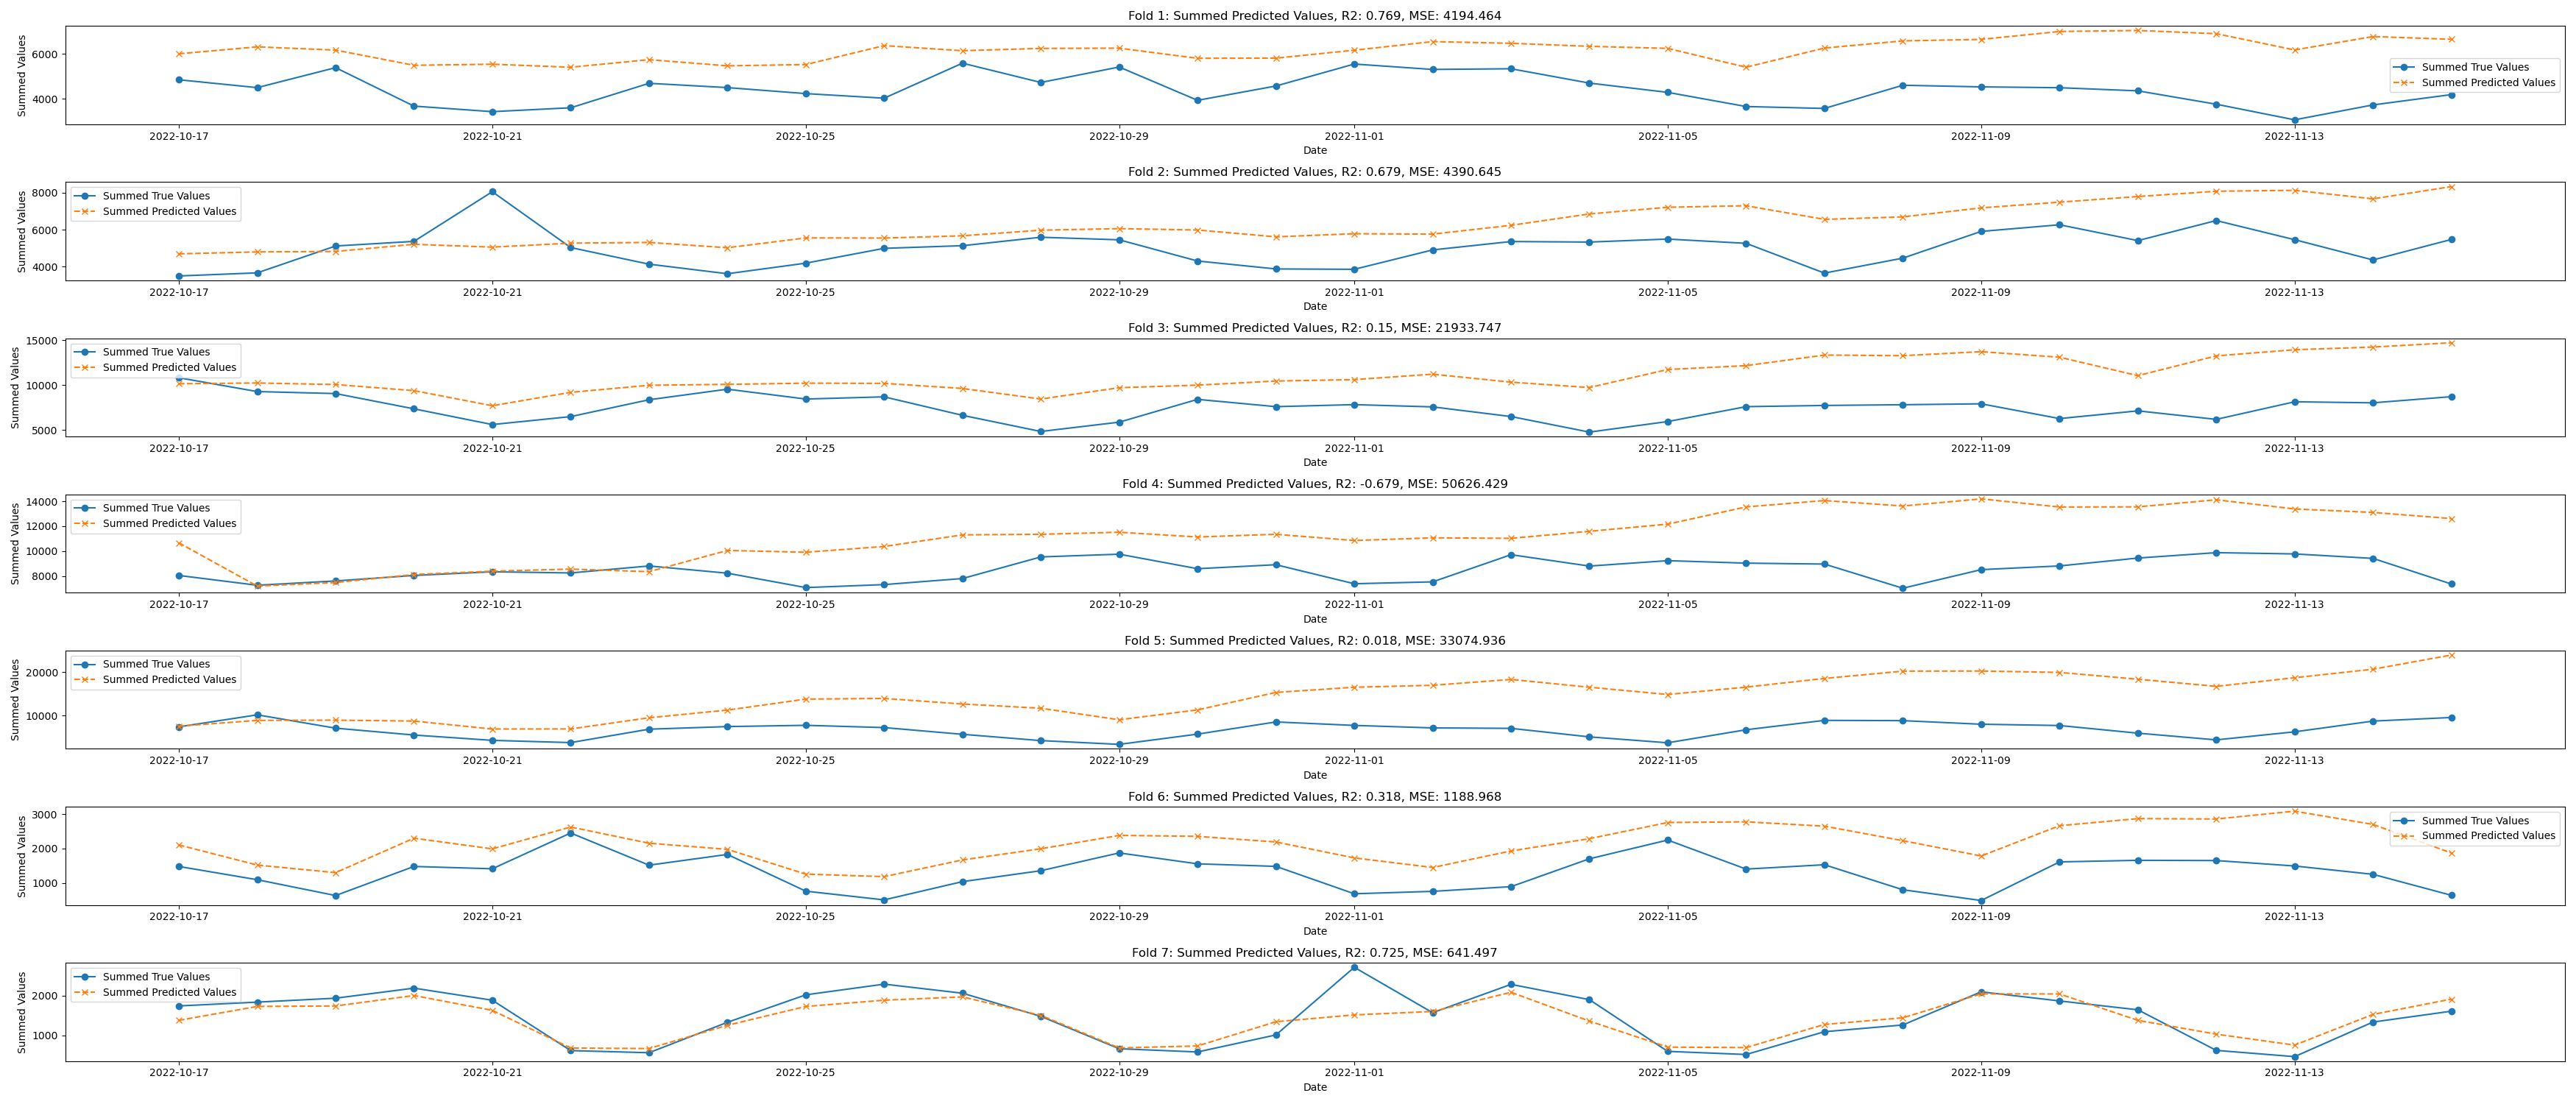 Fold 1: Summed Predicted Values, R2: 0.769, MSE: 4194.464
Summed Values
6000
4000
Summed True Values
Summed Predicted Values
2022-10-17 2022-10-21 2022-10-25 2022-10-29 2022-11-01 2022-11-05 2022-11-09 2022-11-13
Date
Fold 2: Summed Predicted Values, R2: 0.679, MSE: 4390.645
Summed Values
8000
6000
4000
Summed True Values
Summed Predicted Values
2022-10-17 2022-10-21 2022-10-25 2022-10-29 2022-11-01 2022-11-05 2022-11-09 2022-11-13
Date
Fold 3: Summed Predicted Values, R2: 0.15, MSE: 21933.747
Summed Values
15000
10000
5000
Summed True Values
Summed Predicted Values
2022-10-17 2022-10-21 2022-10-25 2022-10-29 2022-11-01 2022-11-05 2022-11-09 2022-11-13
Date
Fold 4: Summed Predicted Values, R2: -0.679, MSE: 50626.429
Summed Values
14000
12000
10000
8000
Summed True Values
Summed Predicted Values
2022-10-17 2022-10-21 2022-10-25 2022-10-29 2022-11-01 2022-11-05 2022-11-09 2022-11-13
Date
Fold 5: Summed Predicted Values, R2: 0.018, MSE: 33074.936
Summed Values
20000
10000
Summed True Values
Summed Predicted Values
2022-10-17 2022-10-21 2022-10-25 2022-10-29 2022-11-01 2022-11-05 2022-11-09 2022-11-13
Date
Fold 6: Summed Predicted Values, R2: 0.318, MSE: 1188.968
Summed Values
3000
2000
1000
Summed True Values
Summed Predicted Values
2022-10-17 2022-10-21 2022-10-25 2022-10-29 2022-11-01 2022-11-05 2022-11-09 2022-11-13
Date
Fold 7: Summed Predicted Values, R2: 0.725, MSE: 641.497
Summed Values
2000
1000
Summed True Values
Summed Predicted Values
2022-10-17 2022-10-21 2022-10-25 2022-10-29 2022-11-01 2022-11-05 2022-11-09 2022-11-13
Date